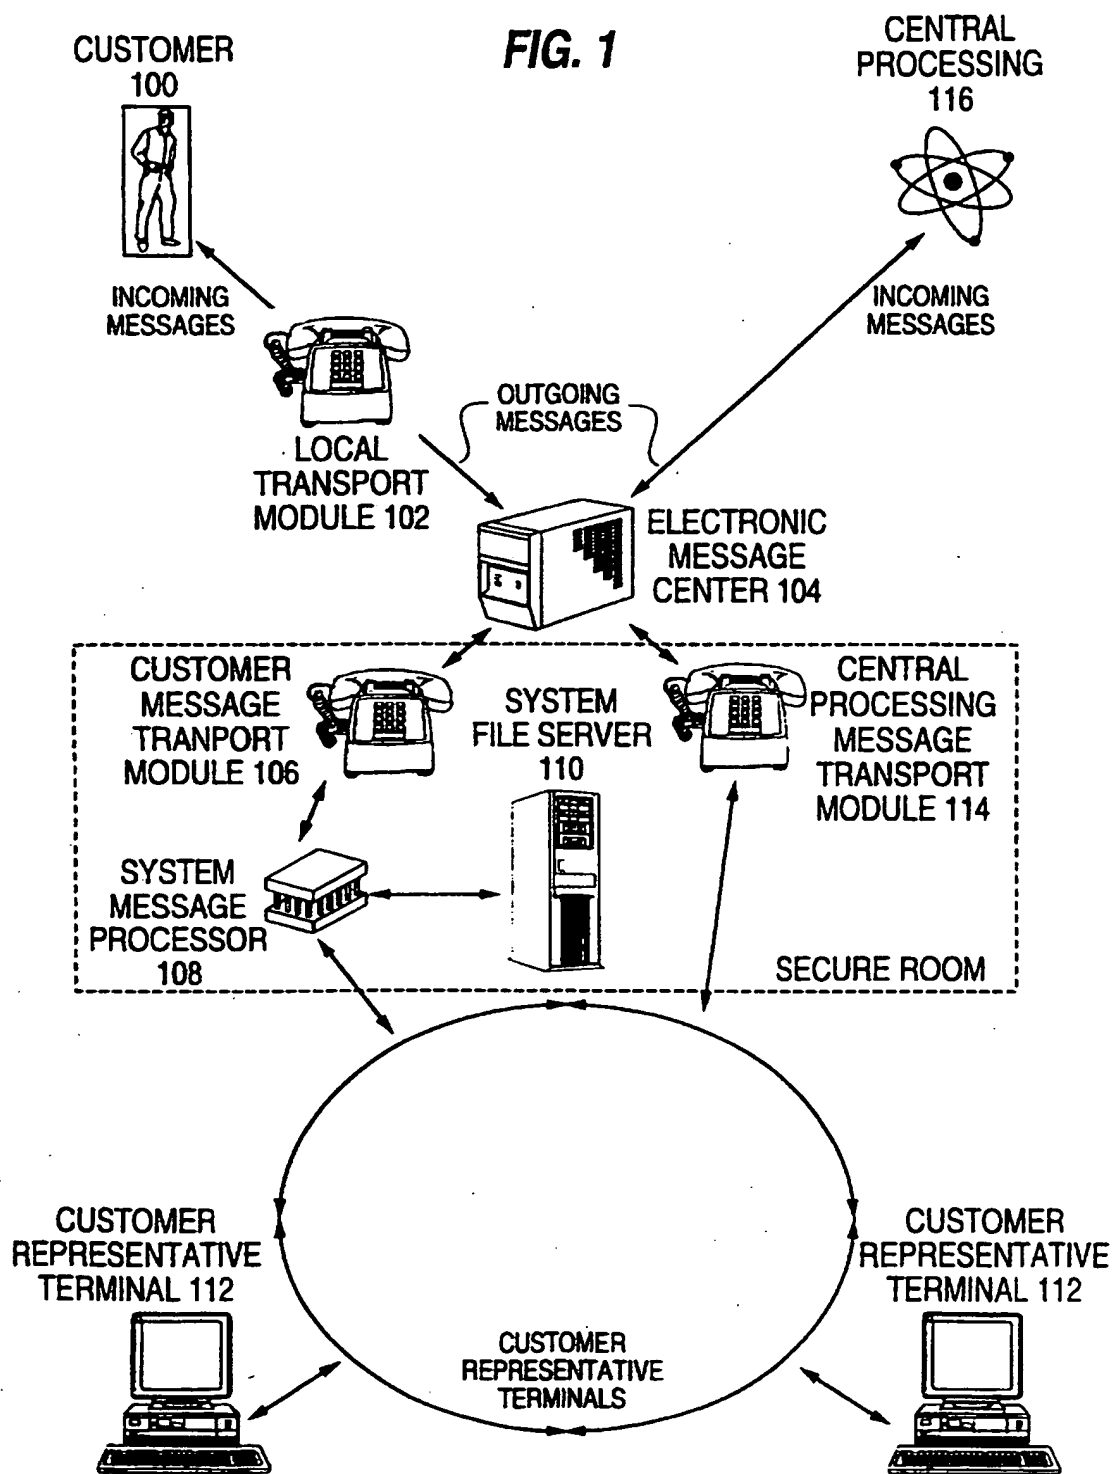 FIG. 1
CUSTOMER
100
CENTRAL
PROCESSING
116
INCOMING
MESSAGES
INCOMING
MESSAGES
OUTGOING
MESSAGES
LOCAL
TRANSPORT
MODULE 102
ELECTRONIC
MESSAGE
CENTER 104
CUSTOMER
MESSAGE
TRANPORT
MODULE 106
SYSTEM
FILE SERVER
110
CENTRAL
PROCESSING
MESSAGE
TRANSPORT
MODULE 114
SYSTEM
MESSAGE
PROCESSOR
108
SECURE ROOM
CUSTOMER
REPRESENTATIVE
TERMINAL 112
CUSTOMER
REPRESENTATIVE
TERMINAL 112
CUSTOMER
REPRESENTATIVE
TERMINALS